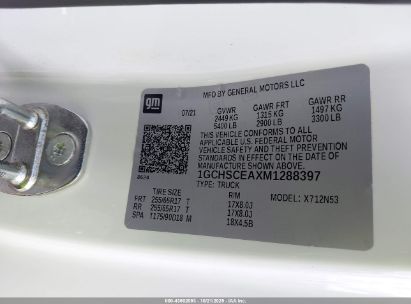 MFD BY GENERAL MOTORS LLC
gm
07/21
GVWR GAWR FRT GAWR RR
2449 KG 1315 KG 1497 KG
5400 LB 2900 LB 3300 LB
THIS VEHICLE CONFORMS TO ALL
APPLICABLE U.S. FEDERAL MOTOR
VEHICLE SAFETY AND THEFT
PREVENTION STANDARDS IN EFFECT ON THE
DATE OF MANUFACTURE SHOWN ABOVE.
1GCHSCEAXM1288397
TYPE: TRUCK MODEL: X712N53
TIRE SIZE RIM
FRT 255/65R17 T 17X8.0J
RR 255/65R17 T 17X8.0J
SPA T175/90D18 M 18X4.5B